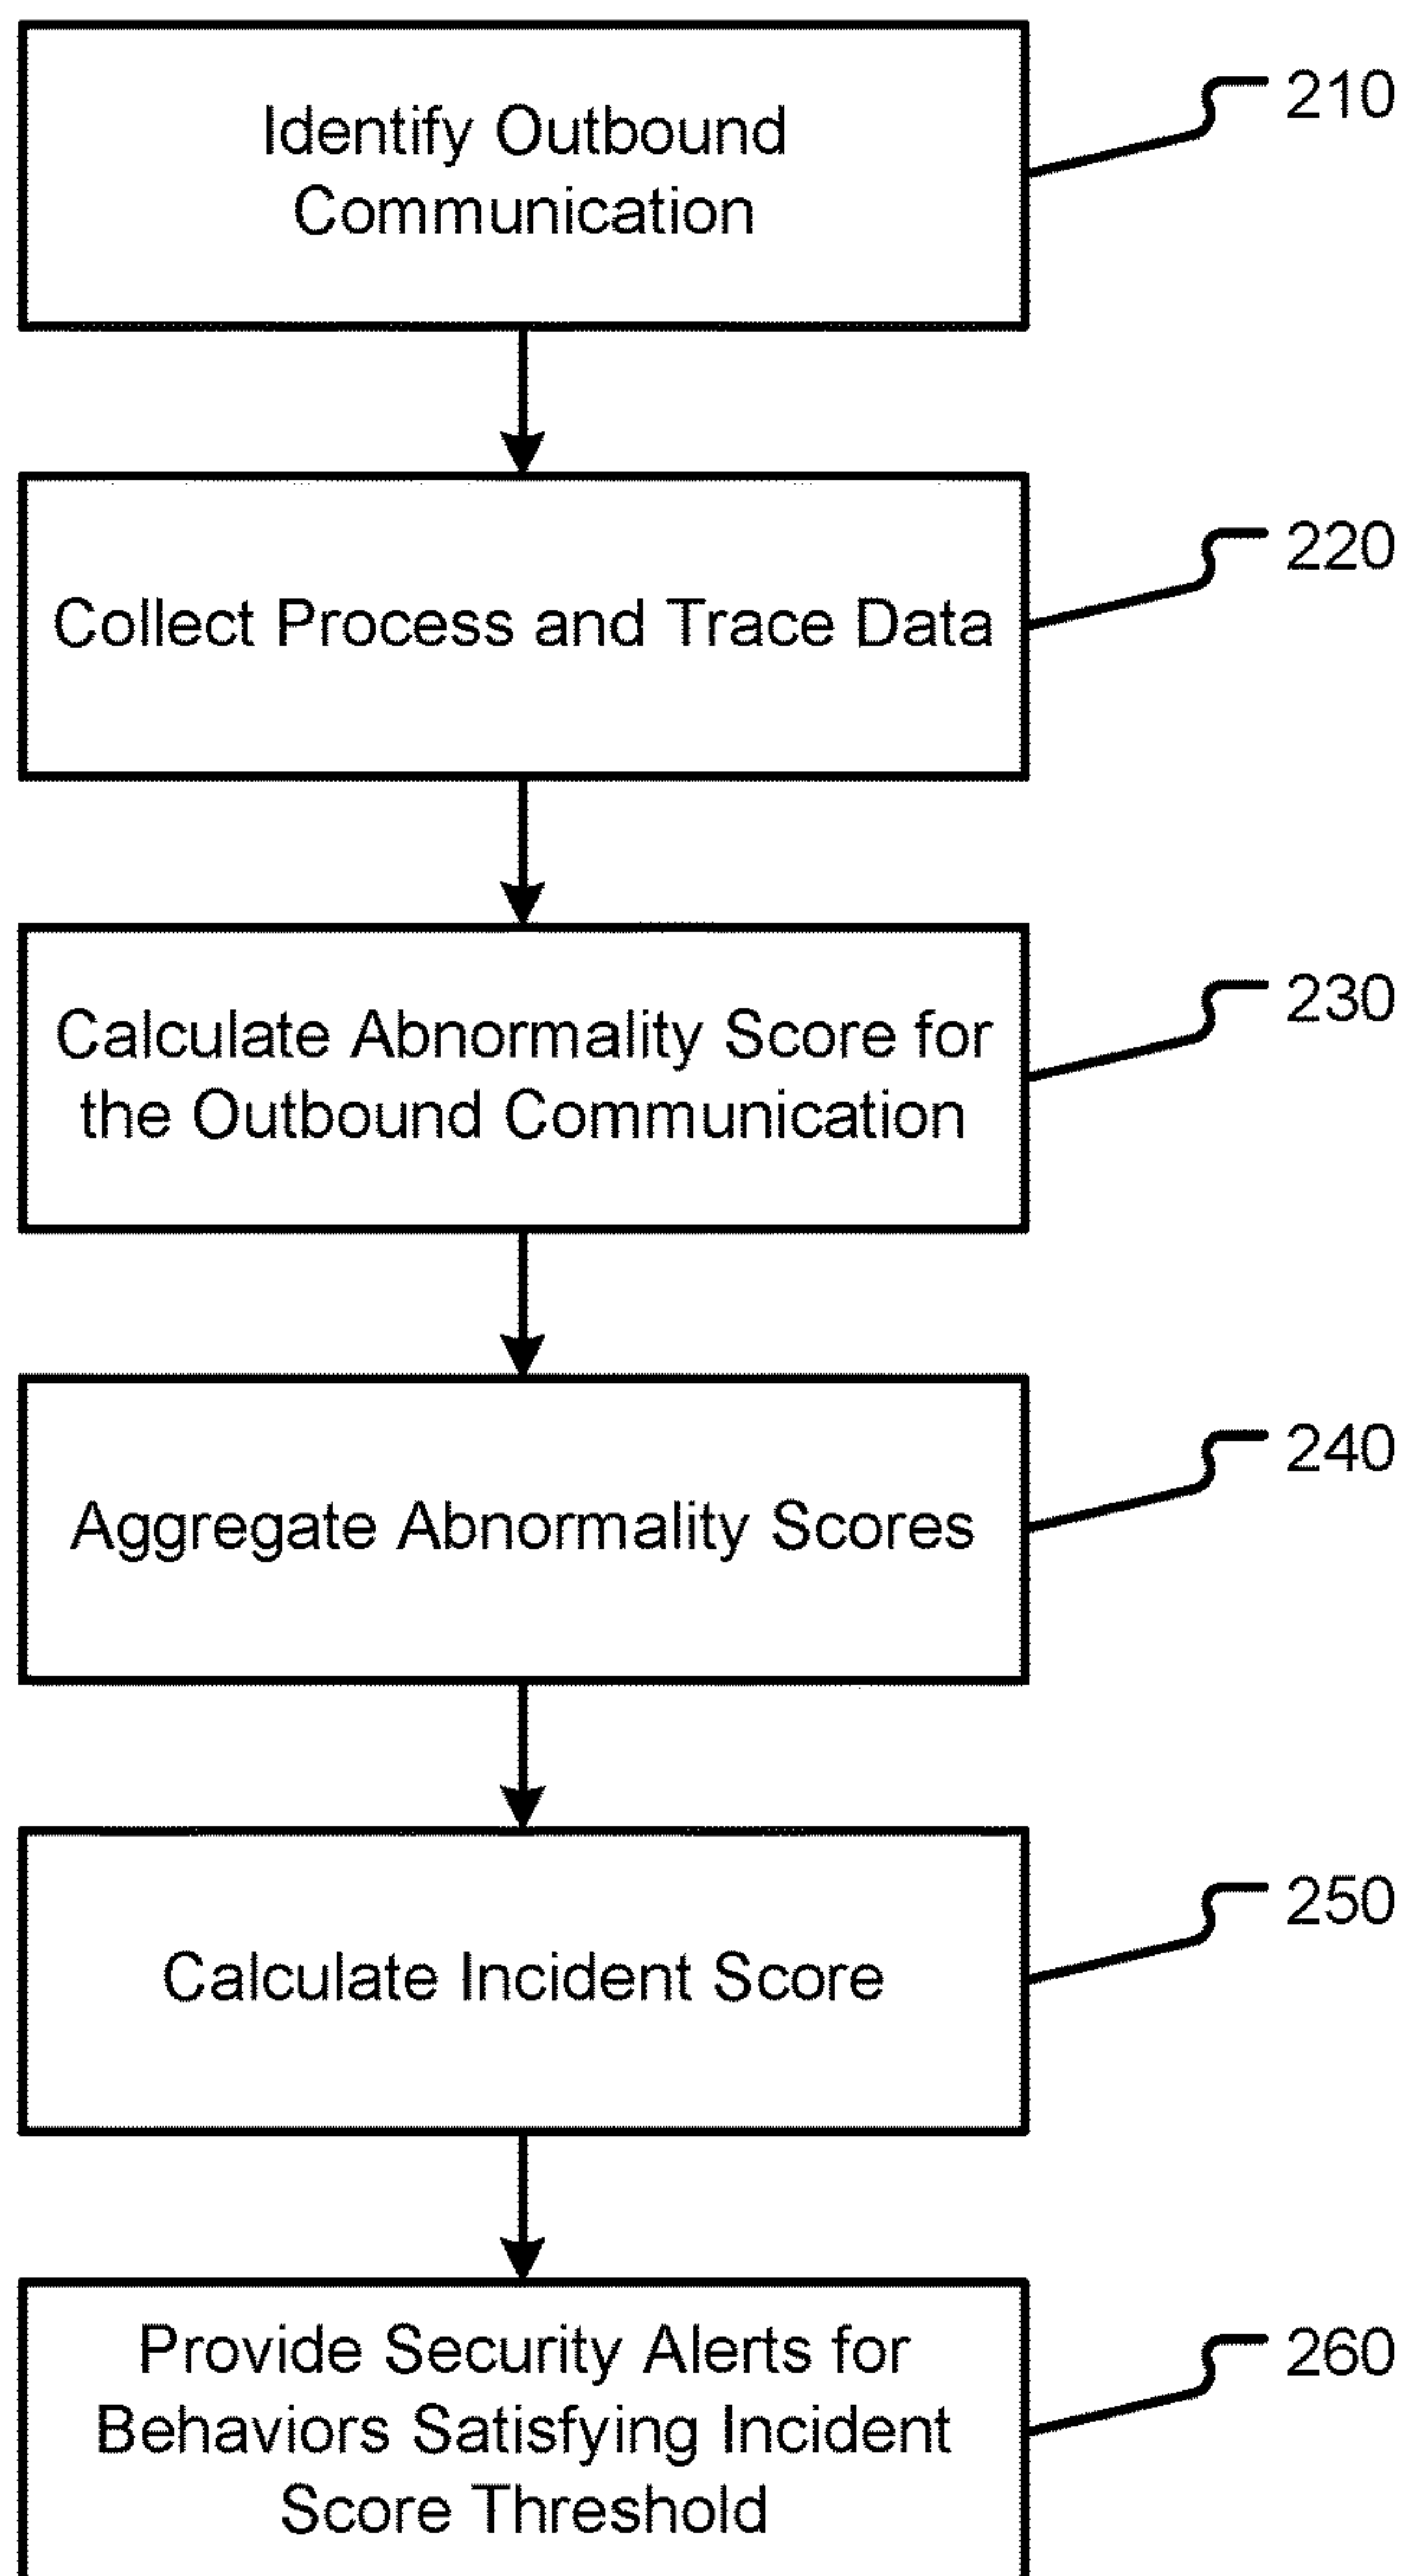 Identify Outbound
Communication
210
Collect Process and Trace Data
220
Calculate Abnormality Score for
the Outbound Communication
230
Aggregate Abnormality Scores
240
Calculate Incident Score
250
Provide Security Alerts for
Behaviors Satisfying Incident
Score Threshold
260